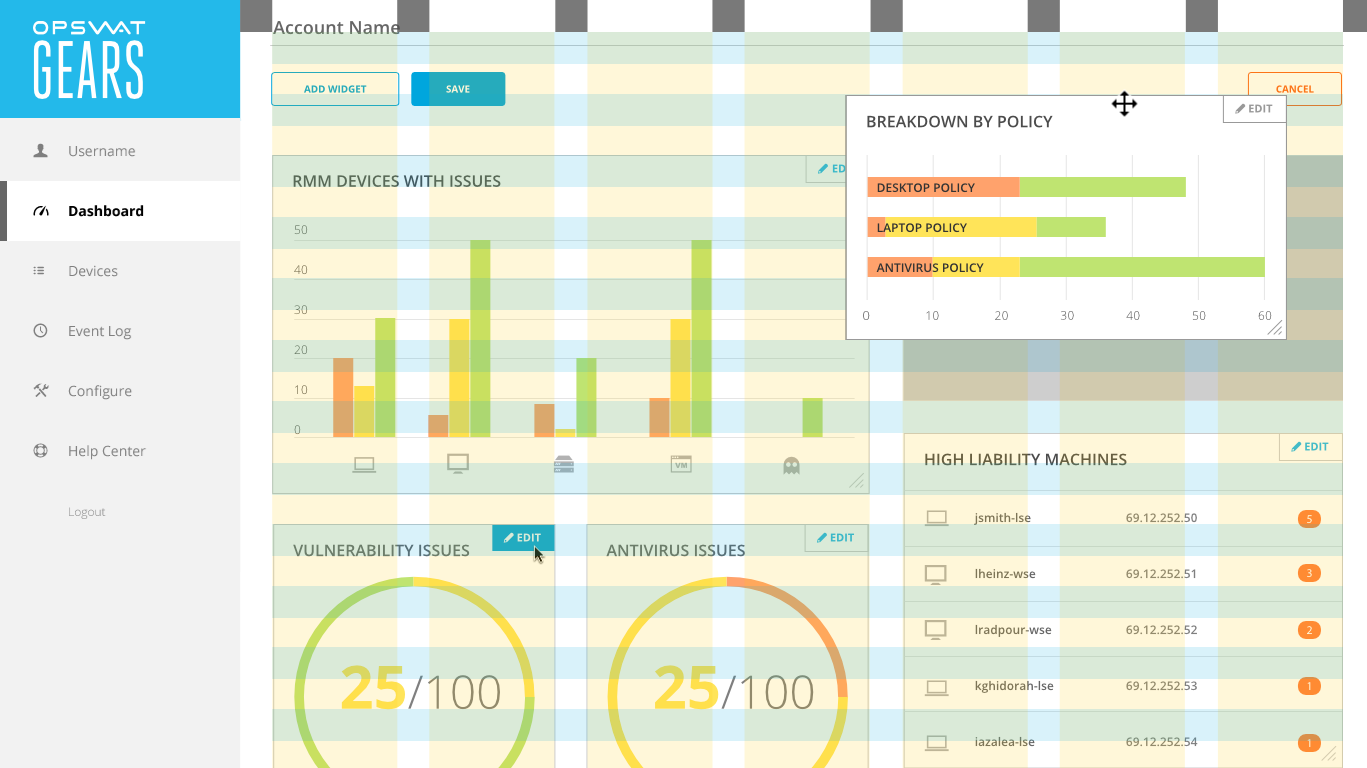 OPSWAT
GEARS
Username
Dashboard
Devices
Event Log
Configure
Help Center
Logout
Account Name
ADD WIDGET
SAVE
CANCEL
RMM DEVICES WITH ISSUES
ED
50
40
30
20
10
0
VM
BREAKDOWN BY POLICY
EDIT
DESKTOP POLICY
LAPTOP POLICY
ANTIVIRUS POLICY
0 10 20 30 40 50 60
VULNERABILITY ISSUES
EDIT
25/100
ANTIVIRUS ISSUES
EDIT
25/100
HIGH LIABILITY MACHINES
EDIT
jsmith-lse 69.12.252.50 5
lheinz-wse 69.12.252.51 3
lradpour-wse 69.12.252.52 2
kghidorah-lse 69.12.252.53 1
iazalea-lse 69.12.252.54 1